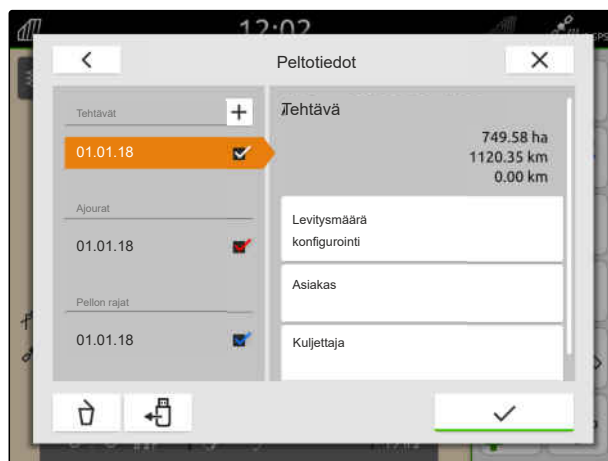 12:02
Peltotiedot
Tehtävät
01.01.18
Ajourat
01.01.18
Pellon rajat
01.01.18
Tehtävä
749.58 ha
1120.35 km
0.00 km
Levitysmäärä
konfigurointi
Asiakas
Kuljettaja